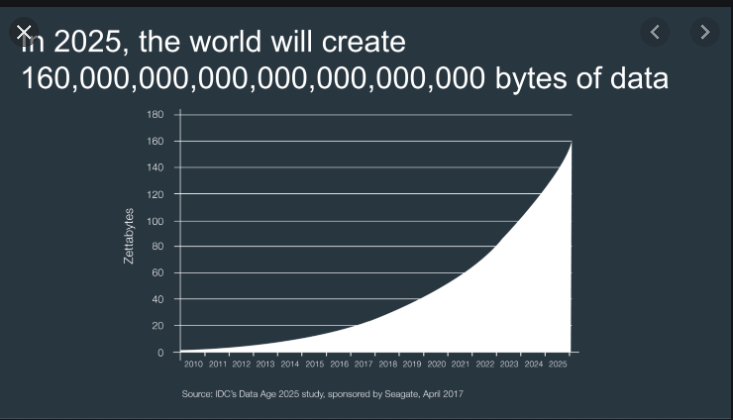 In 2025, the world will create
160,000,000,000,000,000,000,000 bytes of data
180
160
140
120
100
80
60
40
20
0
Zettabytes
2010 2011 2012 2013 2014 2015 2016 2017 2018 2019 2020 2021 2022 2023 2024 2025
Source: IDC's Data Age 2025 study, sponsored by Seagate, April 2017